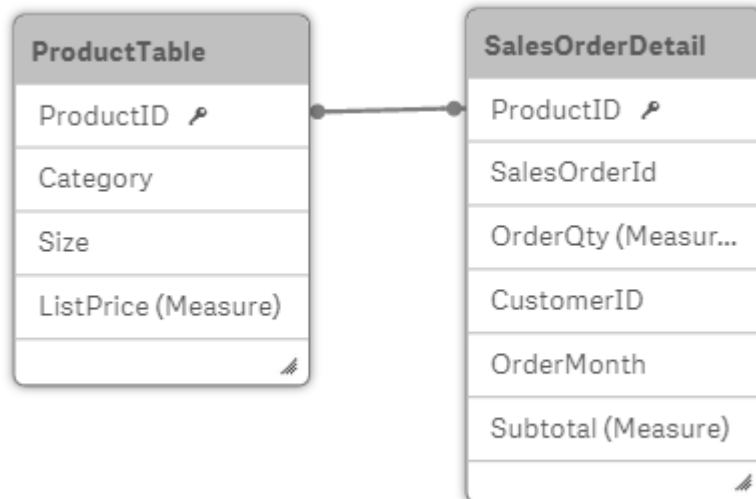 ProductTable
ProductID
Category
Size
ListPrice (Measure)
SalesOrderDetail
ProductID
SalesOrderId
OrderQty (Measur...
CustomerID
OrderMonth
Subtotal (Measure)